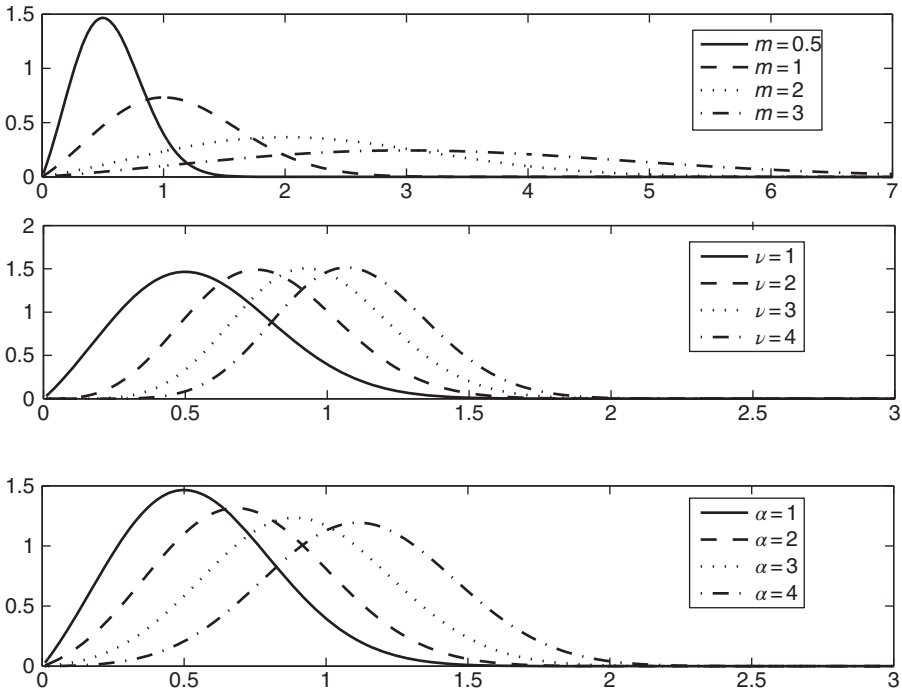 1.5
1
0.5
0
0 1 2 3 4 5 6 7
m = 0.5
m = 1
m = 2
m = 3
2
1.5
1
0.5
0
0 0.5 1 1.5 2 2.5 3
ν = 1
ν = 2
ν = 3
ν = 4
1.5
1
0.5
0
0 0.5 1 1.5 2 2.5 3
α = 1
α = 2
α = 3
α = 4